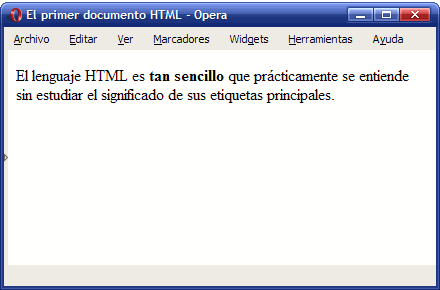 El primer documento HTML - Opera
Archivo Editar Ver Marcadores Widgets Herramientas Ayuda
El lenguaje HTML es tan sencillo que prácticamente se entiende
sin estudiar el significado de sus etiquetas principales.